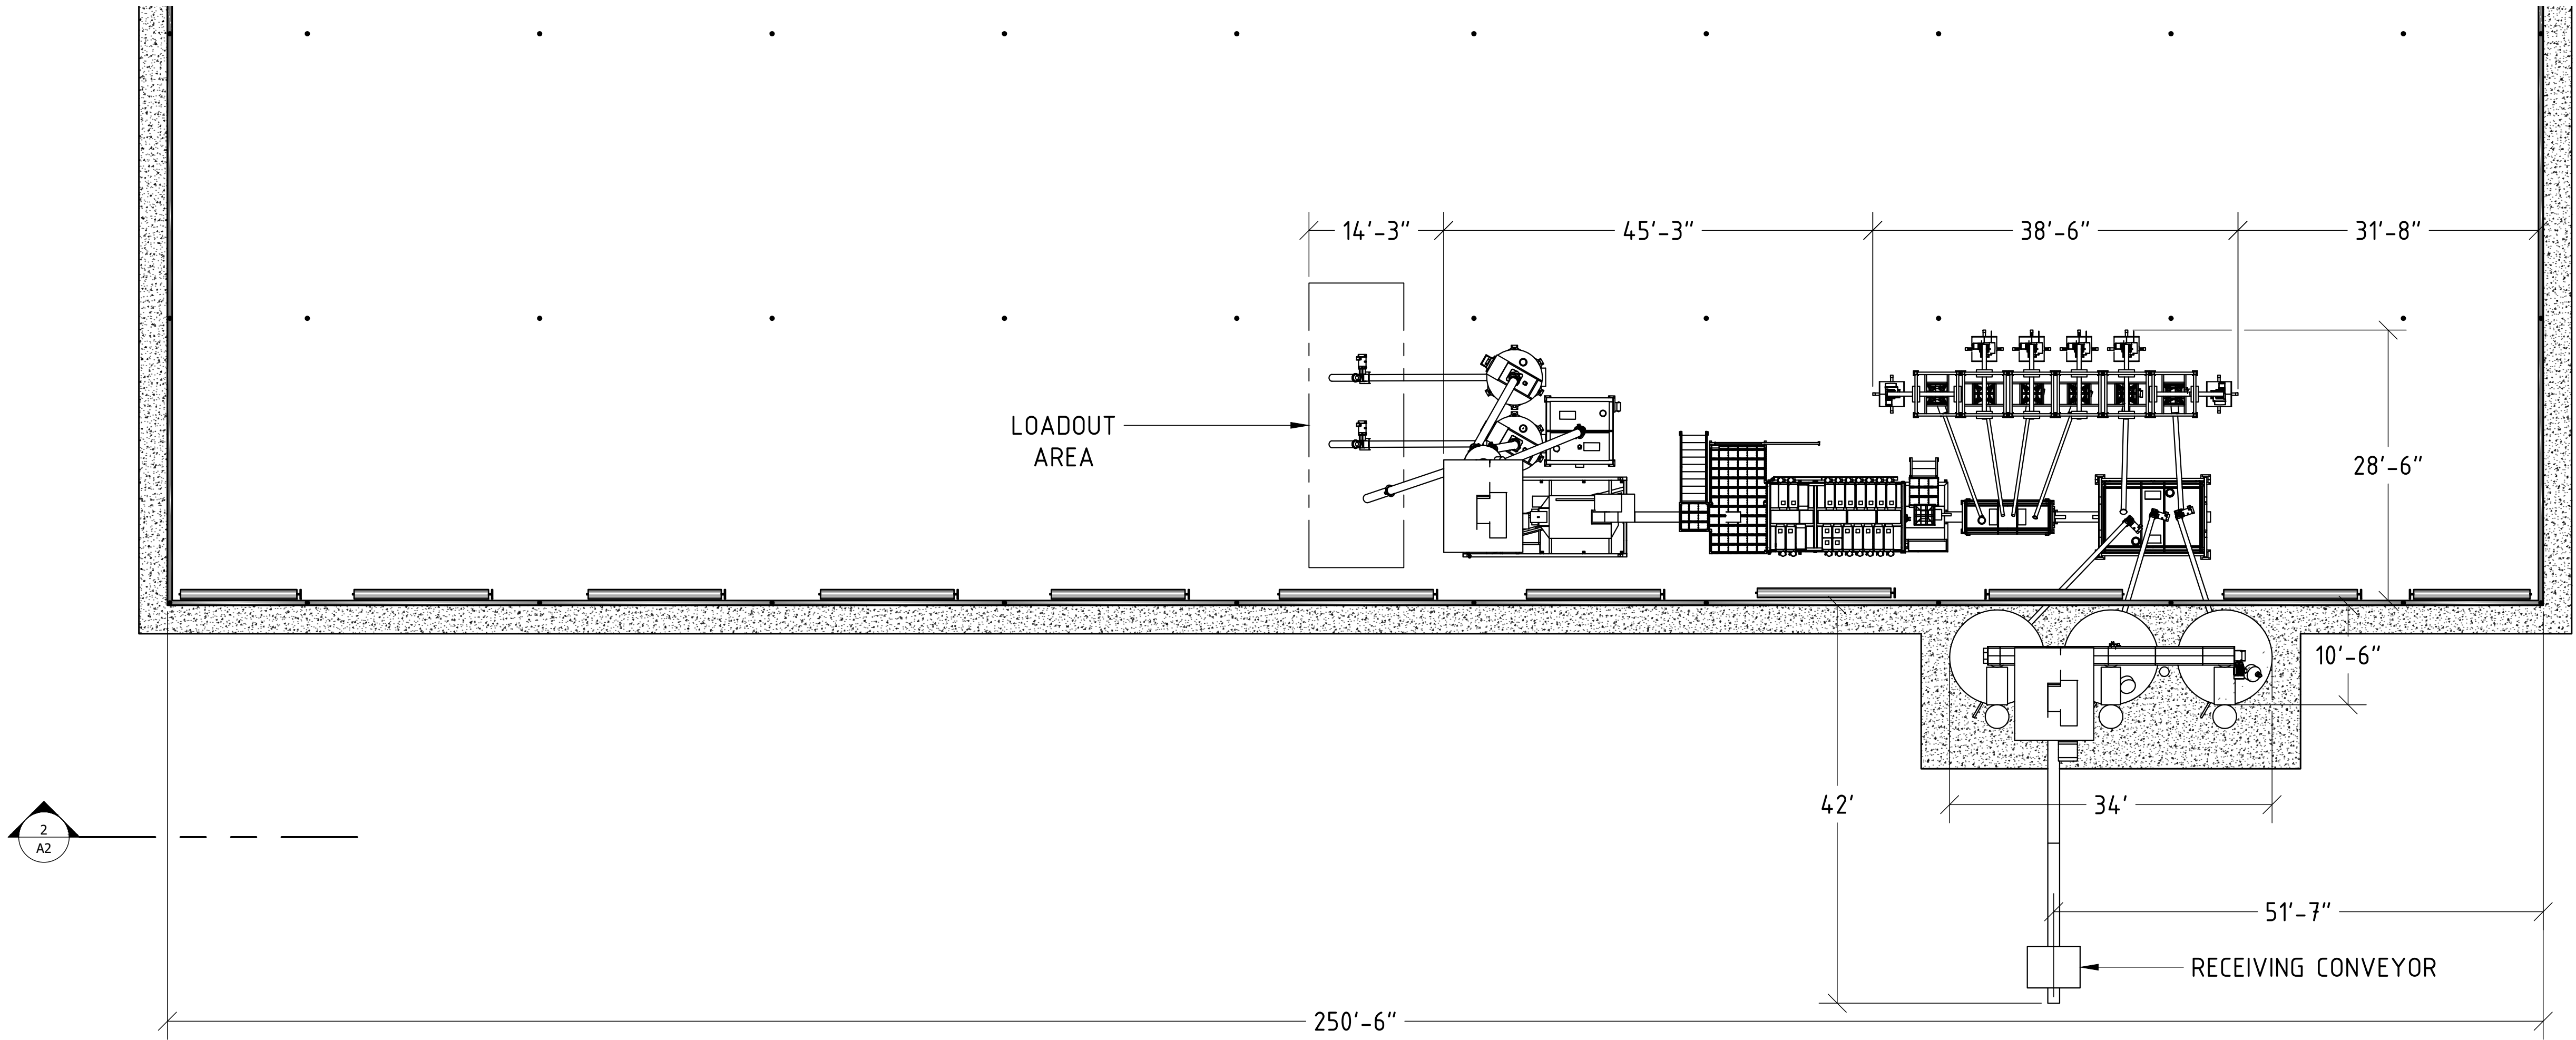 14'-3"
45'-3"
38'-6"
31'-8"
LOADOUT
AREA
28'-6"
10'-6"
42'
34'
2
A2
51'-7"
RECEIVING CONVEYOR
250'-6"